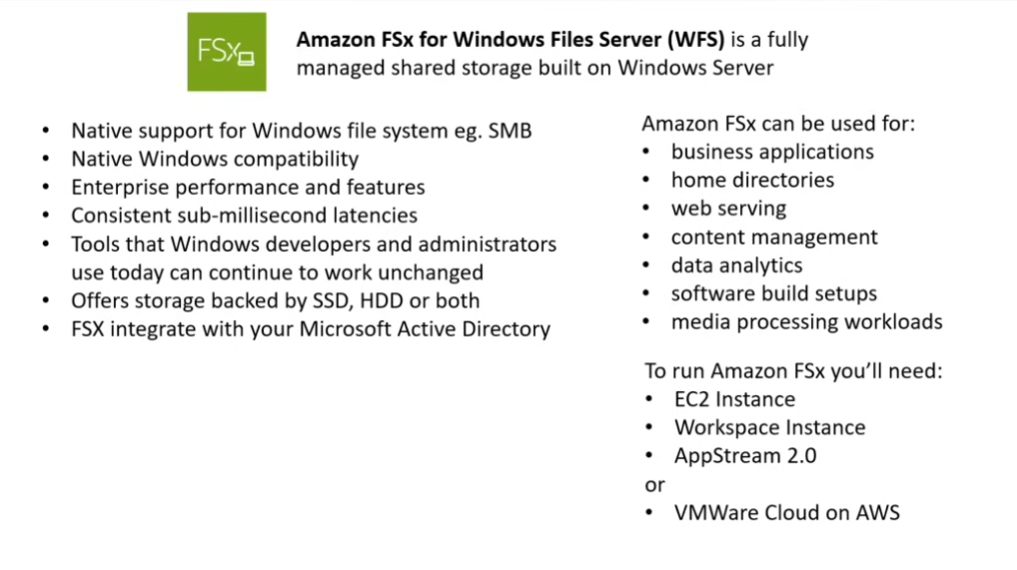 FSx
Amazon FSx for Windows Files Server (WFS) is a fully
managed shared storage built on Windows Server
• Native support for Windows file system eg. SMB
• Native Windows compatibility
• Enterprise performance and features
• Consistent sub-millisecond latencies
• Tools that Windows developers and administrators
use today can continue to work unchanged
• Offers storage backed by SSD, HDD or both
• FSX integrate with your Microsoft Active Directory
Amazon FSx can be used for:
• business applications
• home directories
• web serving
• content management
• data analytics
• software build setups
• media processing workloads
To run Amazon FSx you’ll need:
• EC2 Instance
• Workspace Instance
• AppStream 2.0
or
• VMWare Cloud on AWS